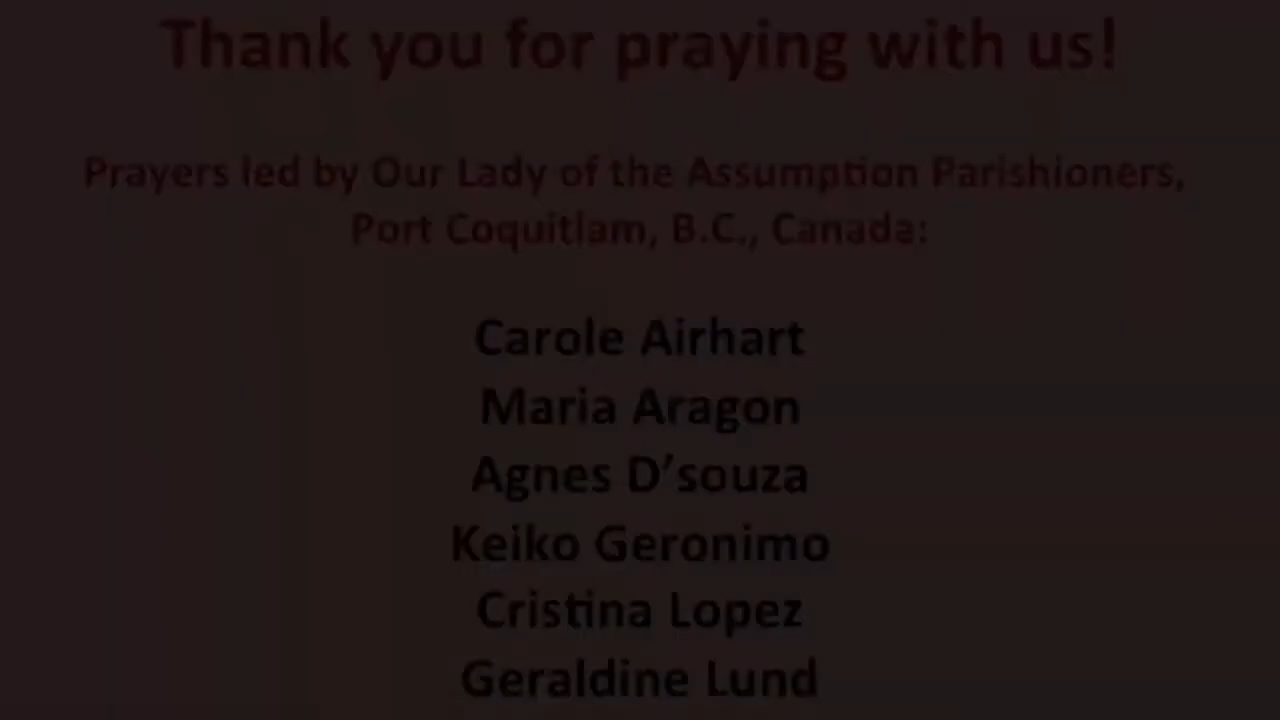 Thank you for praying with us!
Prayers led by Our Lady of the Assumption Parishioners,
Port Coquitlam, B.C., Canada:
Carole Airhart
Maria Aragon
Agnes D’souza
Keiko Geronimo
Cristina Lopez
Geraldine Lund